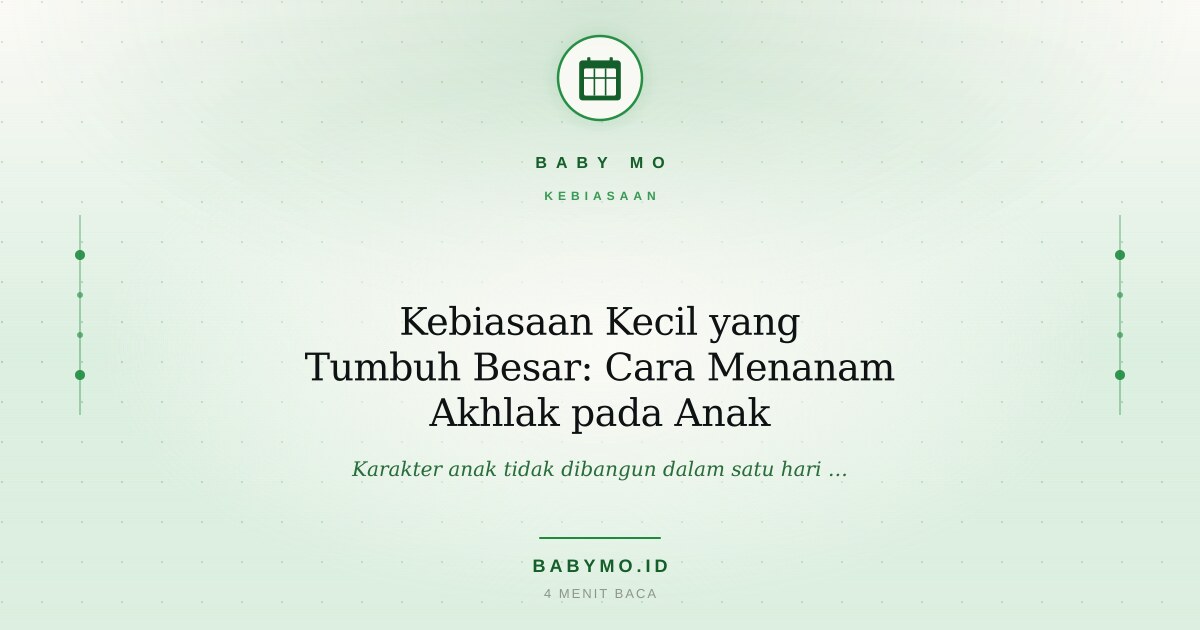 BABY MO
KEBIASAAN
Kebiasaan Kecil yang
Tumbuh Besar: Cara Menanam
Akhlak pada Anak
Karakter anak tidak dibangun dalam satu hari ...
BABYMO.ID
4 MENIT BACA